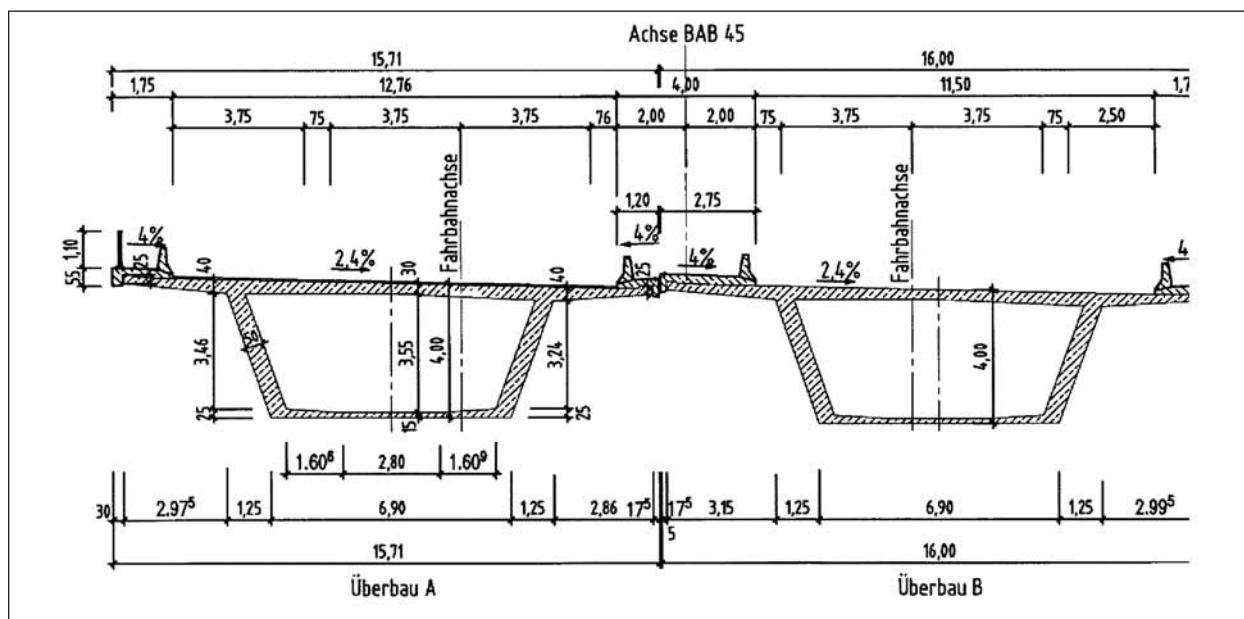 Achse BAB 45
15,71 16,00
1,75 12,76 4,00 11,50 1,7
3,75 75 3,75 3,75 76 2,00 2,00 75 3,75 3,75 75 2,50
Fahrbahnachse Fahrbahnachse
1,20 2,75
1,10 4% 4% 4% 4
55 25 40 2,4% 30 40 25 2,4%
3,46 3,55 4,00 3,24 4,00
25 15 25
1.60⁸ 2,80 1.60⁹
30 2.97⁵ 1,25 6,90 1,25 2,86 17⁵ 17⁵ 3,15 1,25 6,90 1,25 2.99⁵
5
15,71 16,00
Überbau A Überbau B